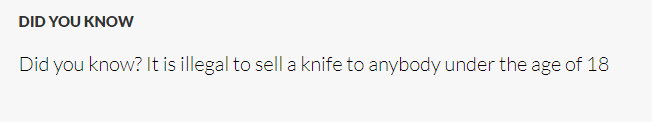 DID YOU KNOW
Did you know? It is illegal to sell a knife to anybody under the age of 18